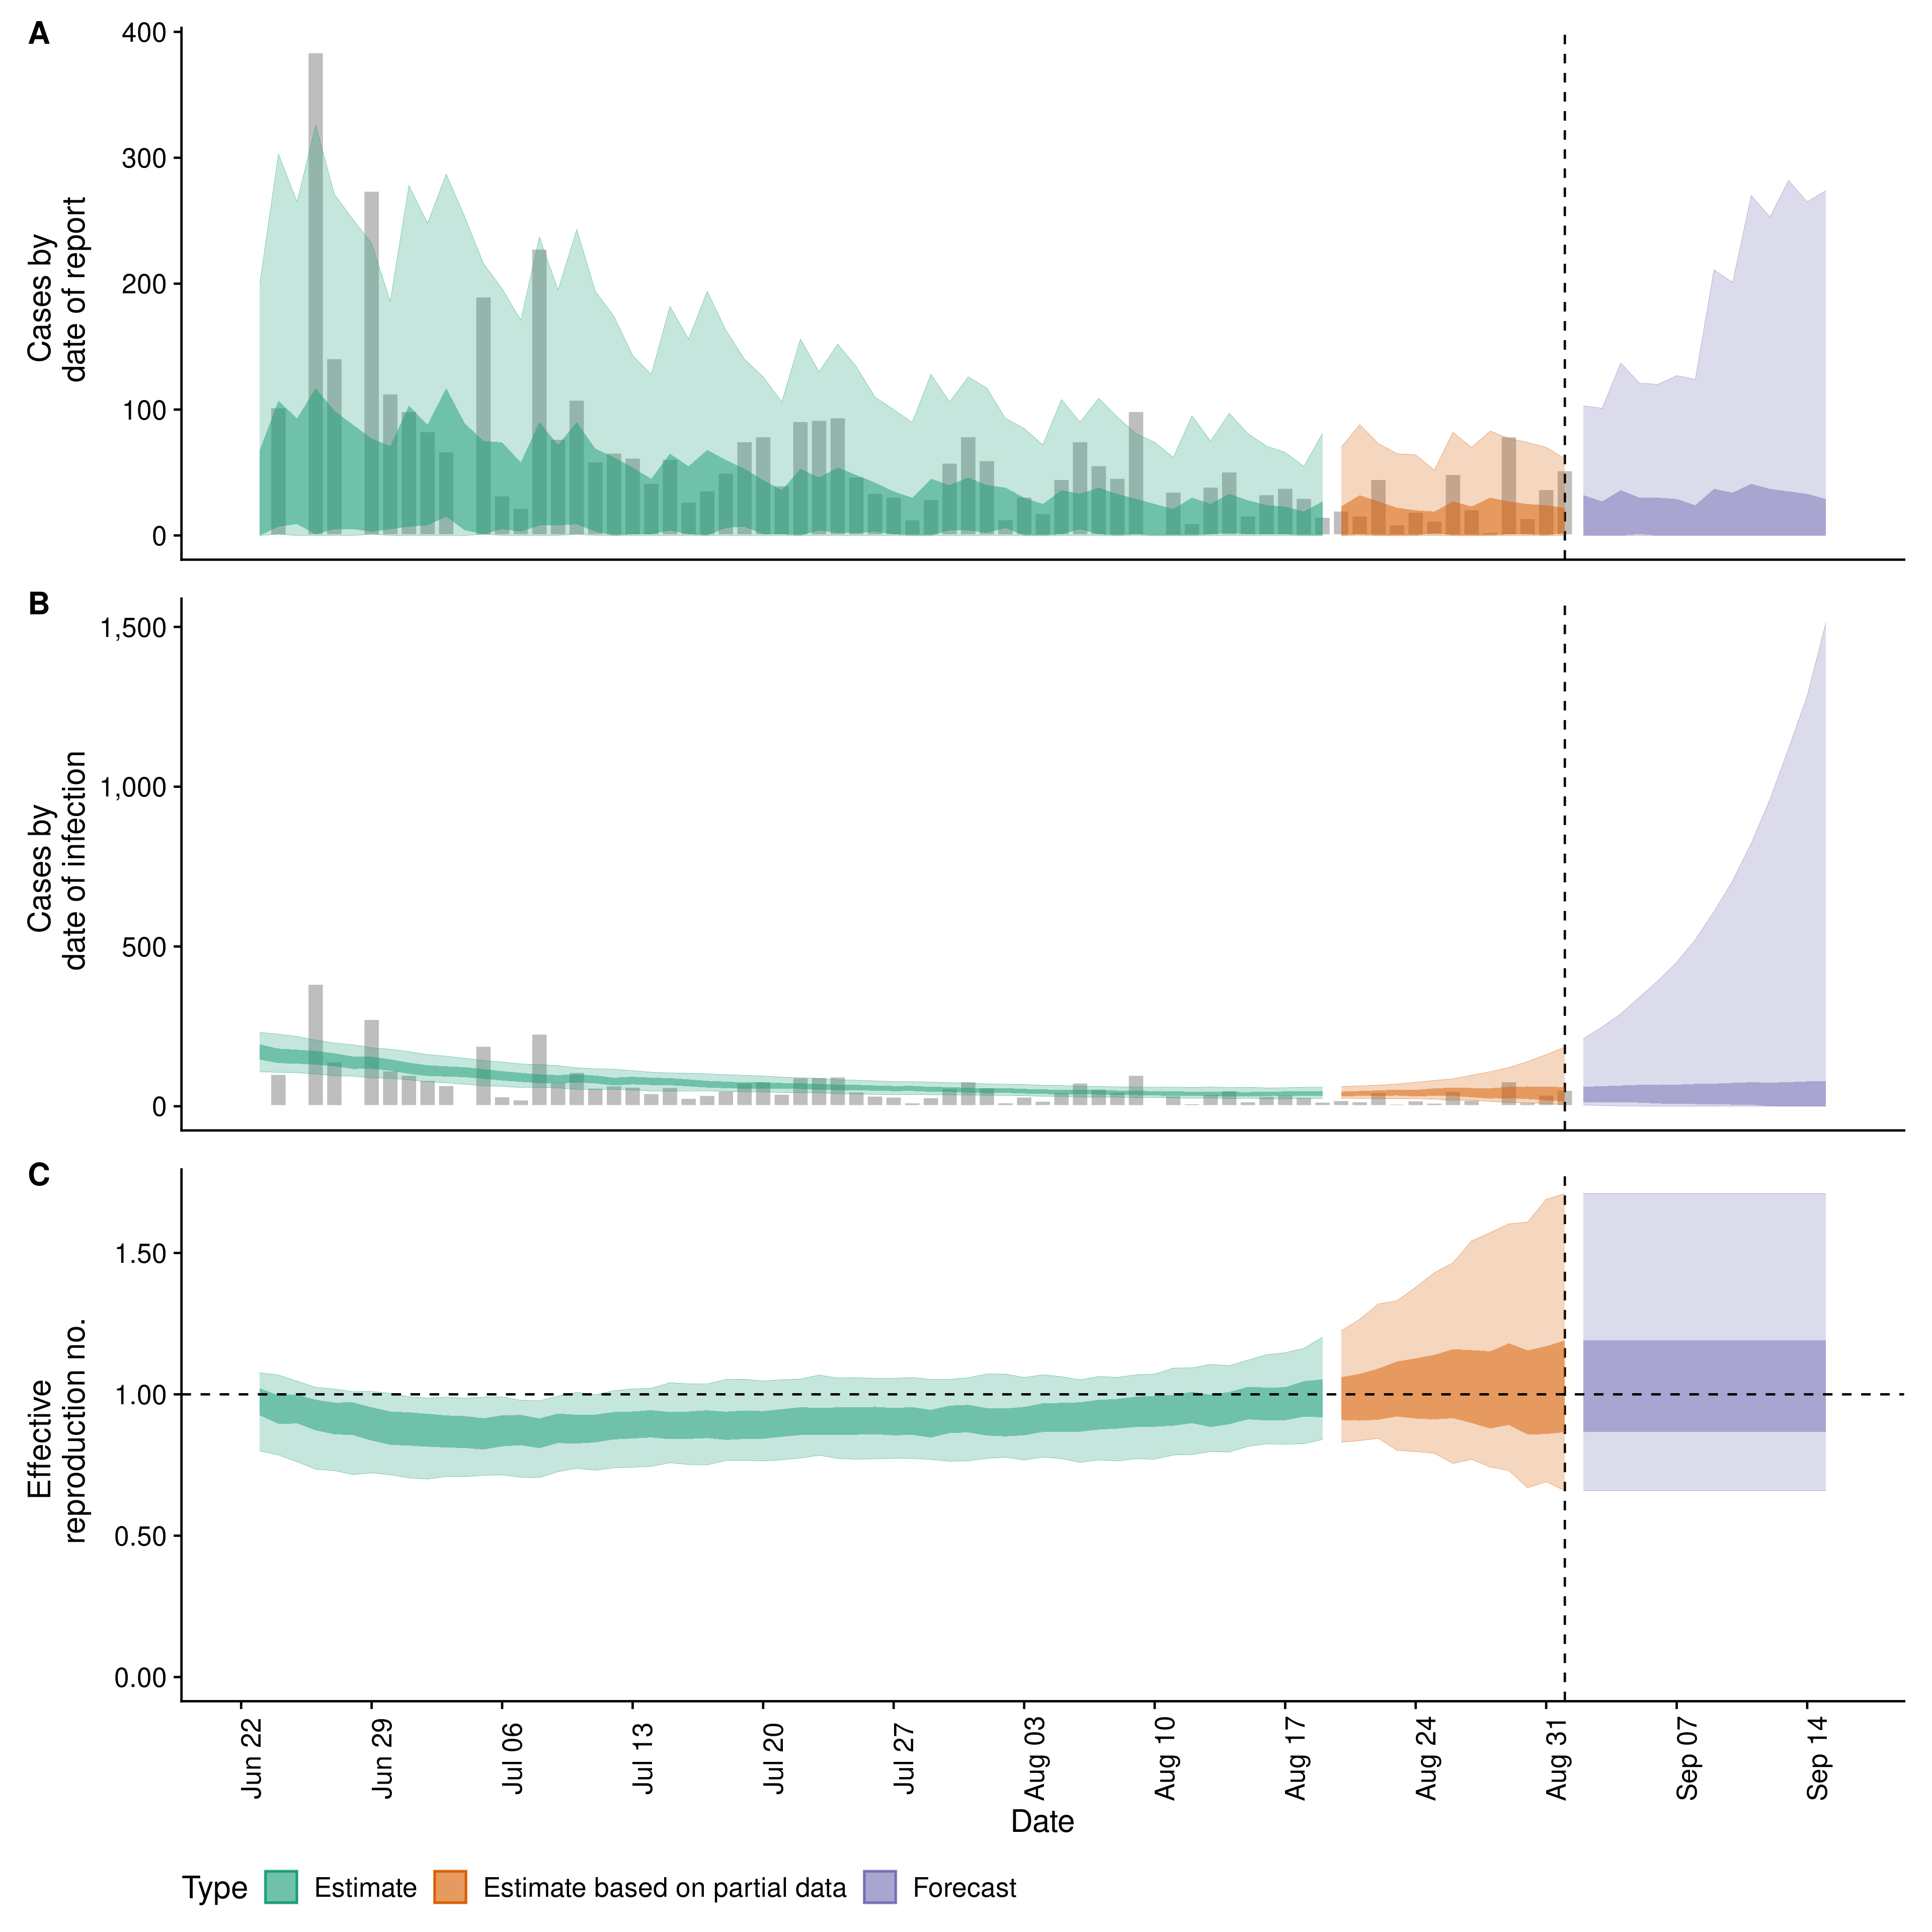 A
400
300
200
100
0
Cases by
date of report
B
1,500
1,000
500
0
Cases by
date of infection
C
1.50
1.00
0.50
0.00
Effective
reproduction no.
Jun 22
Jun 29
Jul 06
Jul 13
Jul 20
Jul 27
Aug 03
Aug 10
Aug 17
Aug 24
Aug 31
Sep 07
Sep 14
Date
Type Estimate Estimate based on partial data Forecast